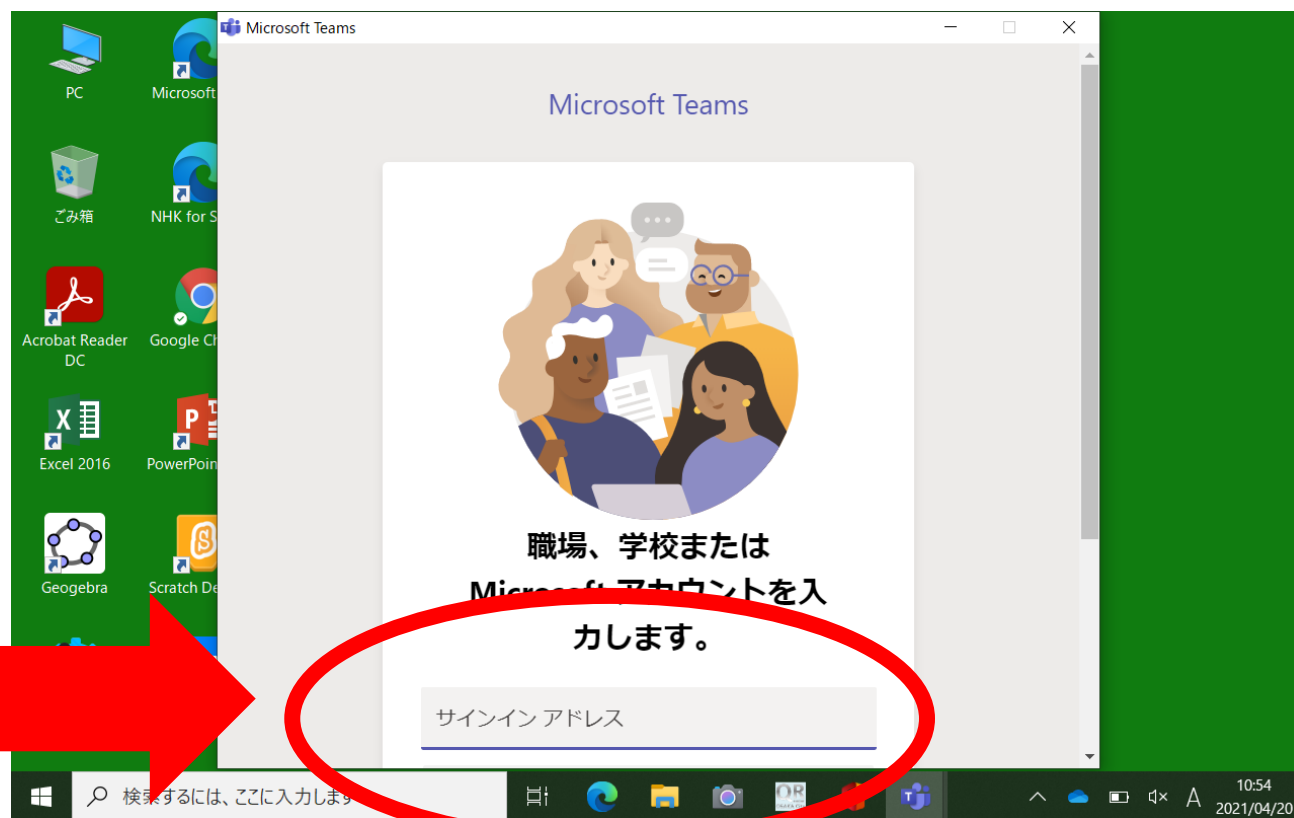 Microsoft Teams
Microsoft Teams
職場、学校または
Microsoft アカウントを入
力します。
サインイン アドレス
PC
Microsoft
ごみ箱
NHK for S
Acrobat Reader
DC
Google Ch
Excel 2016
PowerPoin
Geogebra
Scratch De
検索するには、ここに入力します
A
10:54
2021/04/20